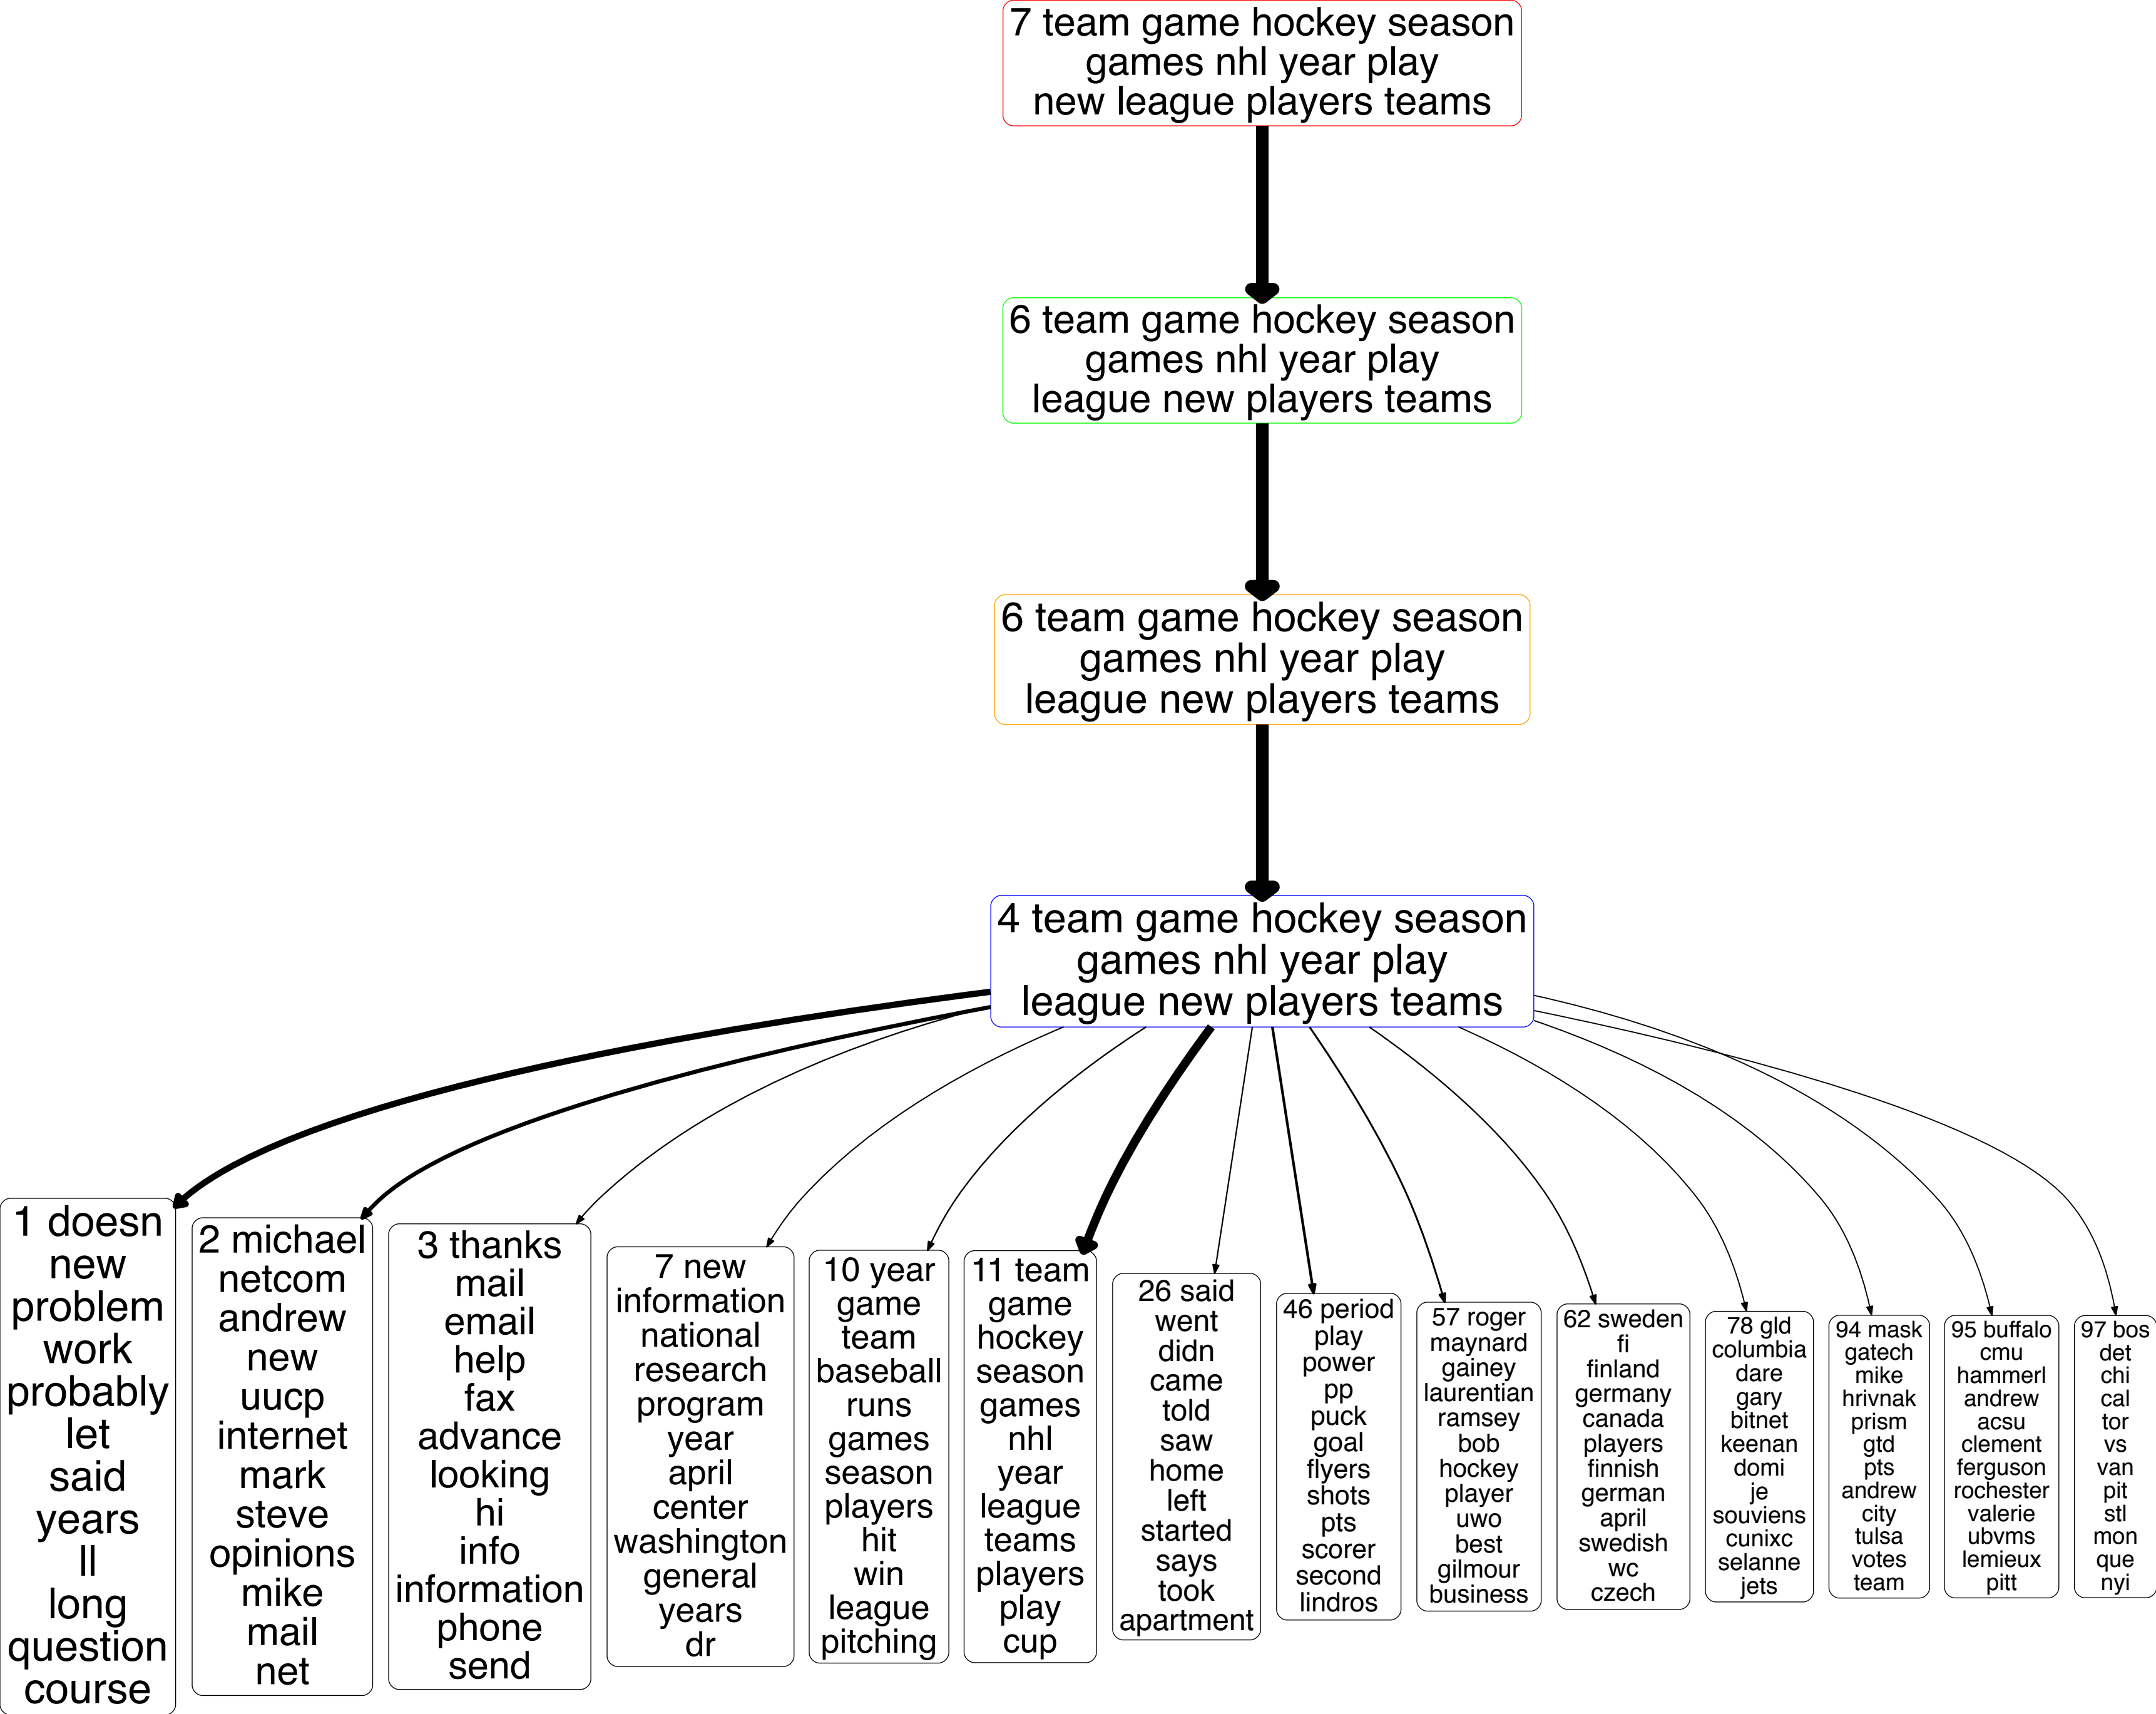 7 team game hockey season
games nhl year play
new league players teams
6 team game hockey season
games nhl year play
league new players teams
6 team game hockey season
games nhl year play
league new players teams
4 team game hockey season
games nhl year play
league new players teams
1 doesn
new
problem
work
probably
let
said
years
ll
long
question
course
2 michael
netcom
andrew
new
uucp
internet
mark
steve
opinions
mike
mail
net
3 thanks
mail
email
help
fax
advance
looking
hi
info
information
phone
send
7 new
information
national
research
program
year
april
center
washington
general
years
dr
10 year
game
team
baseball
runs
games
season
players
hit
win
league
pitching
11 team
game
hockey
season
games
nhl
year
league
teams
players
play
cup
26 said
went
didn
came
told
saw
home
left
started
says
took
apartment
46 period
play
power
pp
puck
goal
flyers
shots
pts
scorer
second
lindros
57 roger
maynard
gainey
laurentian
ramsey
bob
hockey
player
uwo
best
gilmour
business
62 sweden
fi
finland
germany
canada
players
finnish
german
april
swedish
wc
czech
78 gld
columbia
dare
gary
bitnet
keenan
domi
je
souviens
cunixc
selanne
jets
94 mask
gatech
mike
hrivnak
prism
gtd
pts
andrew
city
tulsa
votes
team
95 buffalo
cmu
hammerl
andrew
acsu
clement
ferguson
rochester
valerie
ubvms
lemieux
pitt
97 bos
det
chi
cal
tor
vs
van
pit
stl
mon
que
nyi